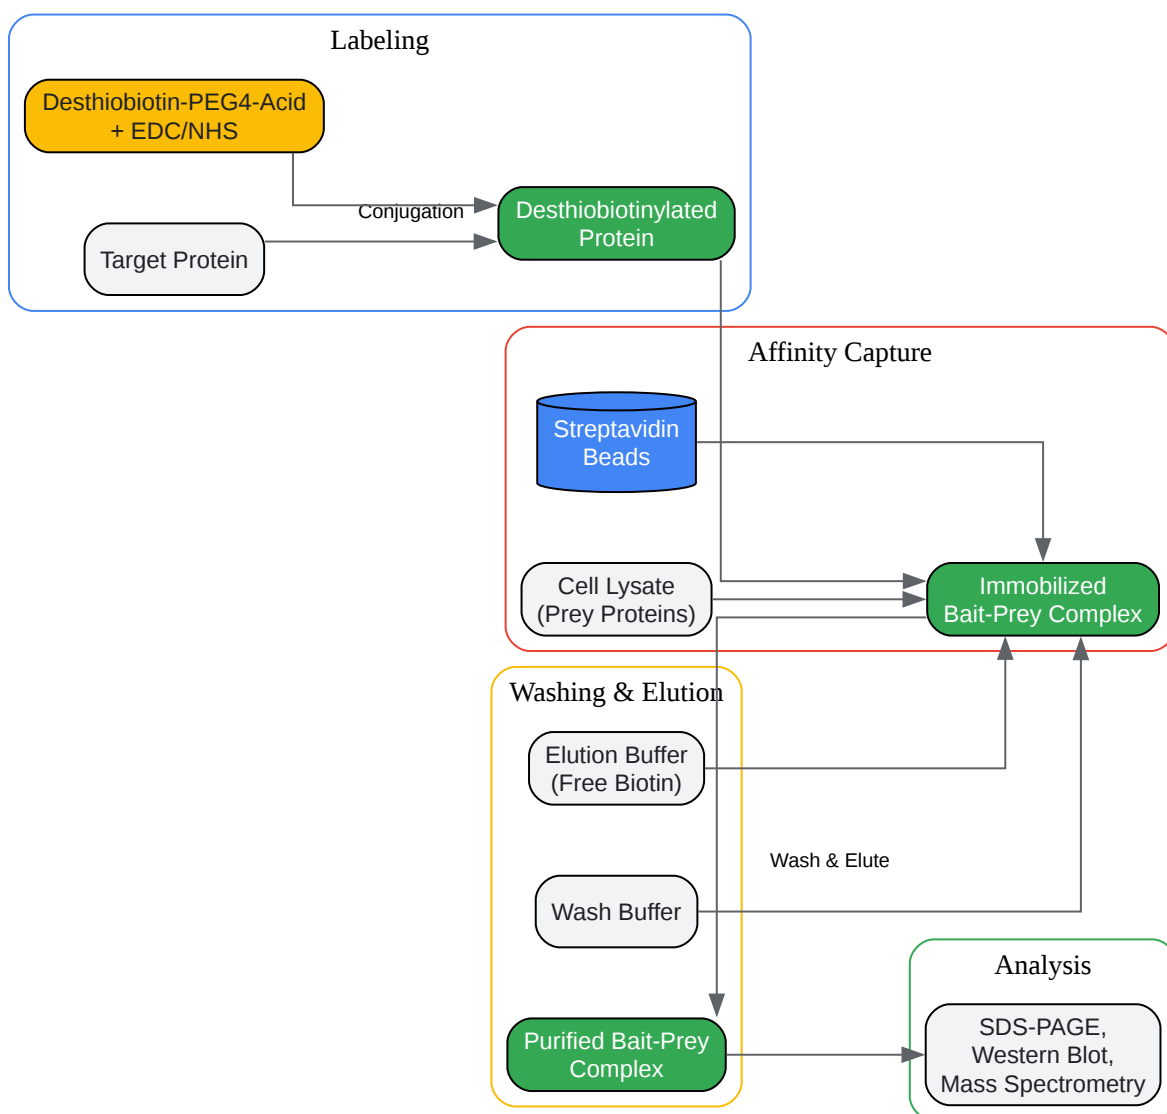 Labeling
Desthiobiotin-PEG4-Acid
+ EDC/NHS
Conjugation
Desthiobiotinylated
Protein
Target Protein
Affinity Capture
Streptavidin
Beads
Cell Lysate
(Prey Proteins)
Immobilized
Bait-Prey Complex
Washing & Elution
Elution Buffer
(Free Biotin)
Wash & Elute
Wash Buffer
Purified Bait-Prey
Complex
Analysis
SDS-PAGE,
Western Blot,
Mass Spectrometry